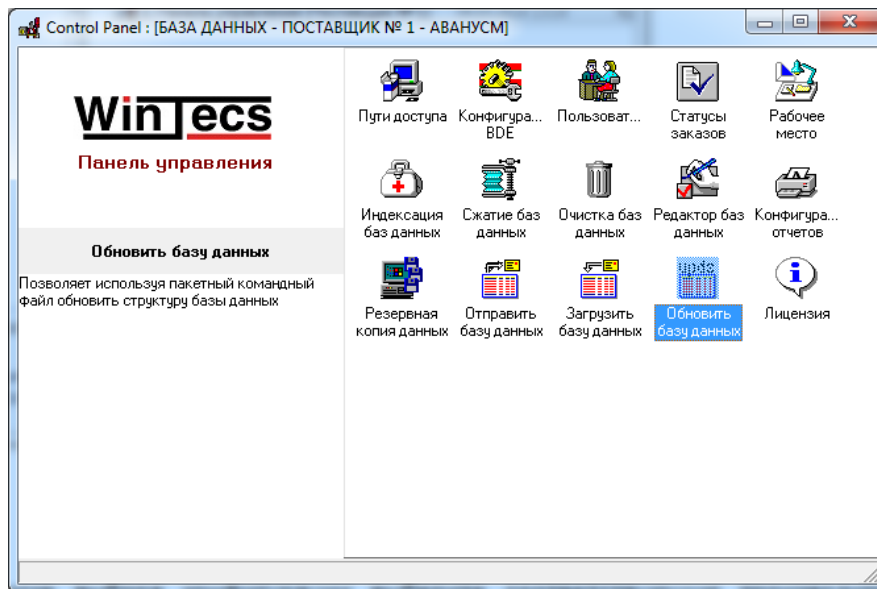 Control Panel : [БАЗА ДАННЫХ - ПОСТАВЩИК № 1 - АВАНУСМ]
WinTecs
Панель управления
Обновить базу данных
Позволяет используя пакетный командный
файл обновить структуру базы данных
Пути доступа
Конфигура...
BDE
Пользоват...
Статусы
заказов
Рабочее
место
Индексация
баз данных
Сжатие баз
данных
Очистка баз
данных
Редактор баз
данных
Конфигура...
отчетов
Резервная
копия данных
Отправить
базу данных
Загрузить
базу данных
upda
Обновить
базу данных
Лицензия